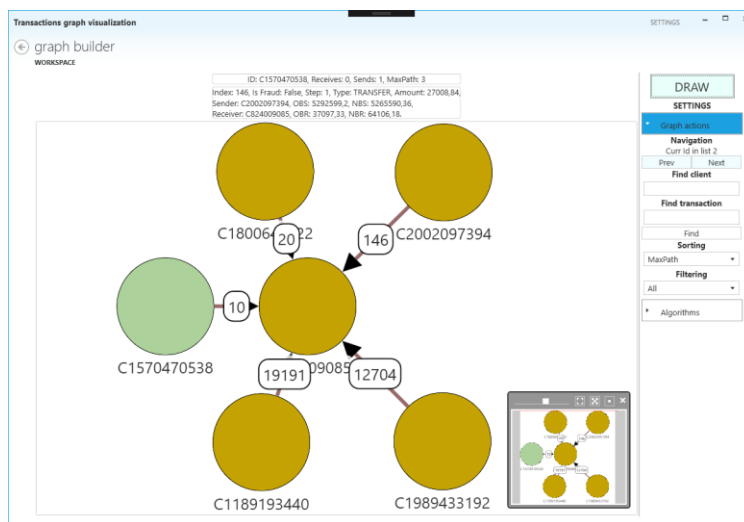 Transactions graph visualization
SETTINGS
graph builder
WORKSPACE
ID: C1570470538, Receives: 0, Sends: 1, MaxPath: 3
Index: 146, Is Fraud: False, Step: 1, Type: TRANSFER, Amount: 27008,84,
Sender: C2002097394, OBS: 5292599,2, NBS: 5265590,36,
Receiver: C824009085, OBR: 37097,33, NBR: 64106,18.
DRAW
SETTINGS
Graph actions
Navigation
Curr Id in list 2
Prev Next
Find client
Find transaction
Find
Sorting
MaxPath
Filtering
All
Algorithms
20
146
C2002097394
10
C1570470538
19191
12704
C1189193440
C1989433192